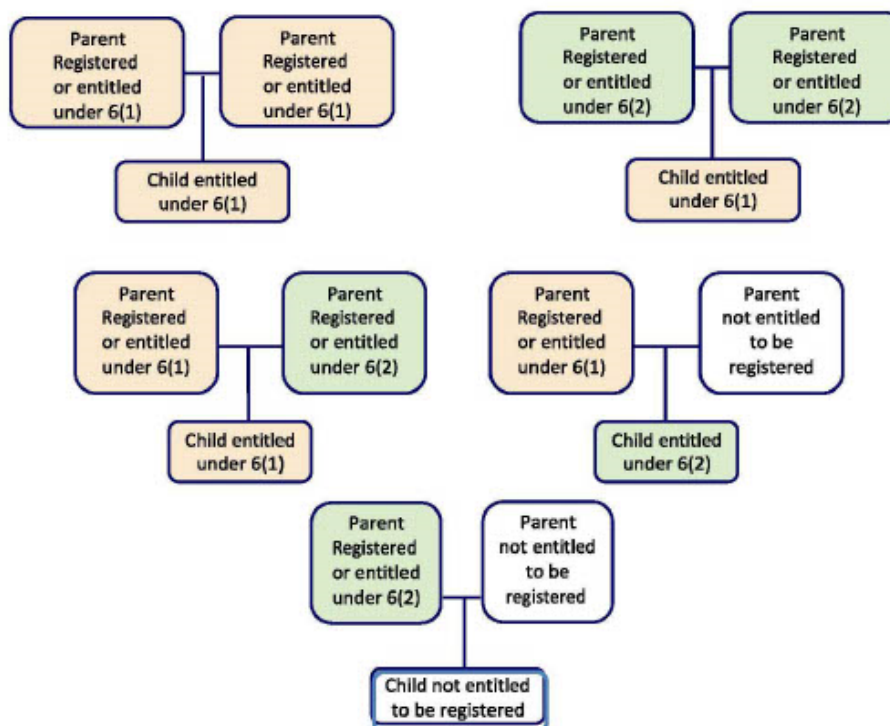 Parent
Registered
or entitled
under 6(1)
Parent
Registered
or entitled
under 6(1)
Child entitled
under 6(1)
Parent
Registered
or entitled
under 6(2)
Parent
Registered
or entitled
under 6(2)
Child entitled
under 6(1)
Parent
Registered
or entitled
under 6(1)
Parent
Registered
or entitled
under 6(2)
Child entitled
under 6(1)
Parent
Registered
or entitled
under 6(1)
Parent
not entitled
to be
registered
Child entitled
under 6(2)
Parent
Registered
or entitled
under 6(2)
Parent
not entitled
to be
registered
Child not entitled
to be registered